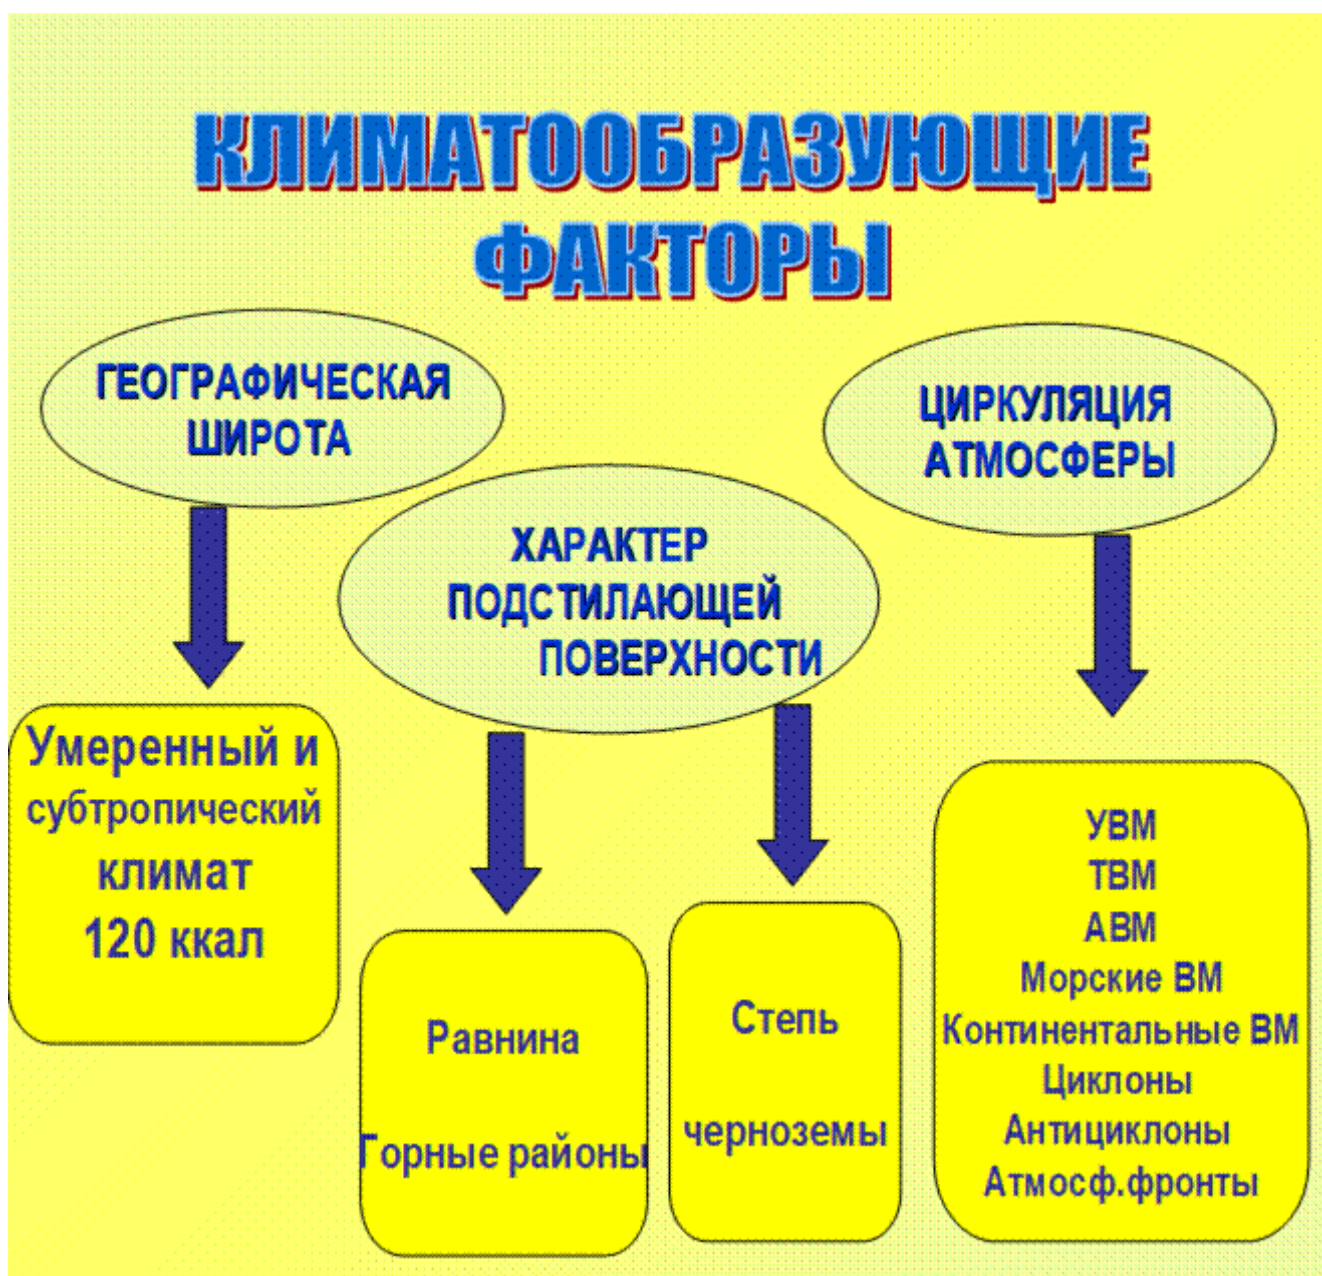 КЛИМАТООБРАЗУЮЩИЕ
ФАКТОРЫ
ГЕОГРАФИЧЕСКАЯ
ШИРОТА
ХАРАКТЕР
ПОДСТИЛАЮЩЕЙ
ПОВЕРХНОСТИ
ЦИРКУЛЯЦИЯ
АТМОСФЕРЫ
Умеренный и
субтропический
климат
120 ккал
Равнина
Горные районы
Степь
черноземы
УВМ
ТВМ
АВМ
Морские ВМ
Континентальные ВМ
Циклоны
Антициклоны
Атмосф.фронты